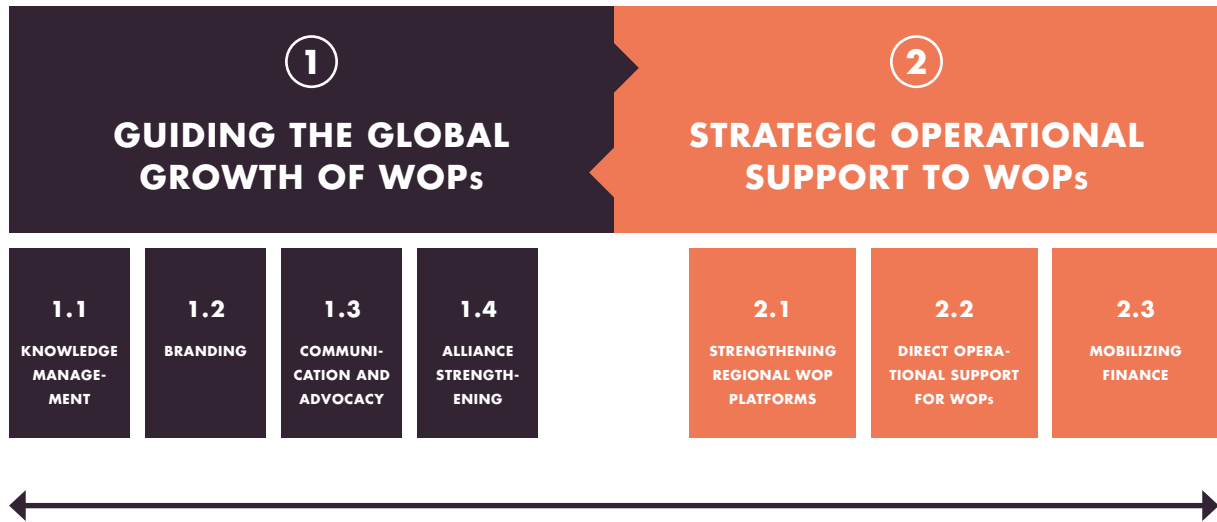 1
GUIDING THE GLOBAL
GROWTH OF WOPs
2
STRATEGIC OPERATIONAL
SUPPORT TO WOPs
1.1
KNOWLEDGE
MANAGE-
MENT
1.2
BRANDING
1.3
COMMUNI-
CATION AND
ADVOCACY
1.4
ALLIANCE
STRENGTH-
ENING
2.1
STRENGTHENING
REGIONAL WOP
PLATFORMS
2.2
DIRECT OPERA-
TIONAL SUPPORT
FOR WOPs
2.3
MOBILIZING
FINANCE